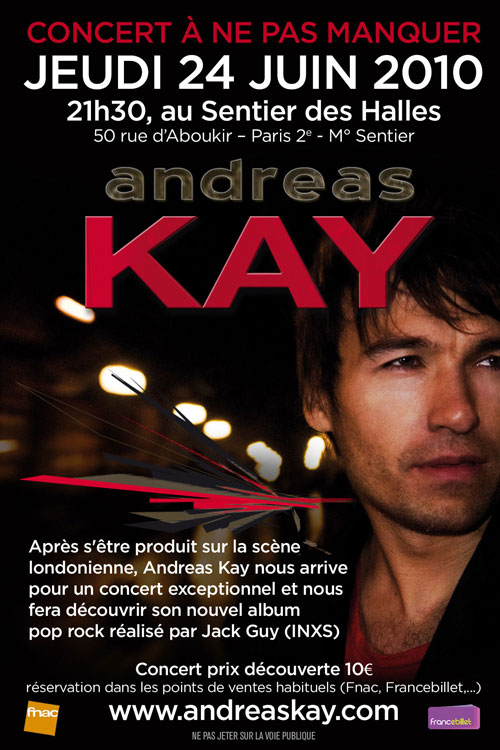 CONCERT À NE PAS MANQUER
JEUDI 24 JUIN 2010
21h30, au Sentier des Halles
50 rue d'Aboukir – Paris 2e - M° Sentier
andreas
KAY
Après s'être produit sur la scène
londonienne, Andreas Kay nous arrive
pour un concert exceptionnel et nous
fera découvrir son nouvel album
pop rock réalisé par Jack Guy (INXS)
Concert prix découverte 10€
réservation dans les points de ventes habituels (Fnac, Francebillet,...)
fnac
www.andreaskay.com
francebillet
NE PAS JETER SUR LA VOIE PUBLIQUE